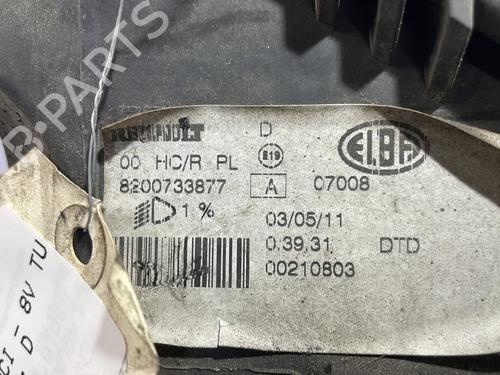 RENAULT D
00 HC/R PL E19 ELBA
8200733877 A 07008
1 % 03/05/11
0.39.31 DTD
00210803
CI - 8V TU
D
B-PARTS